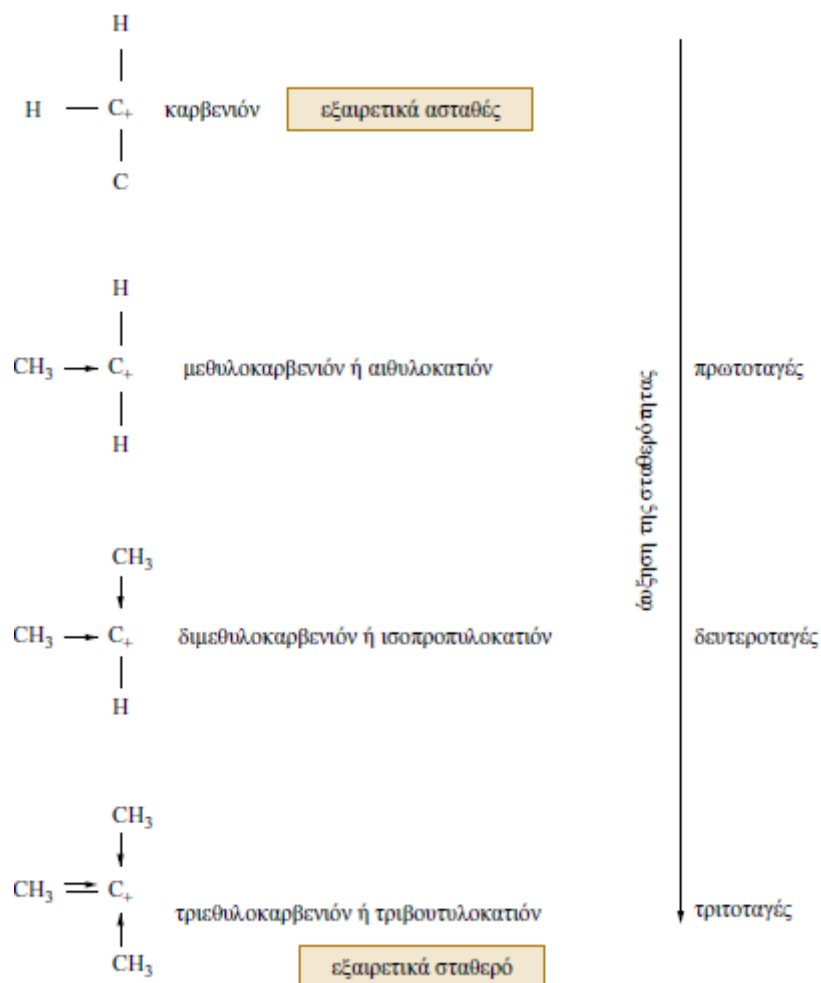 H
H C+ καρβενιόν εξαιρετικά ασταθές
C
H
CH3 C+ μεθυλοκαρβενιόν ή αιθυλοκατιόν πρωτοταγές
H
άυξηση της σταθερότητας
CH3
CH3 C+ διμεθυλοκαρβενιόν ή ισοπροπυλοκατιόν δευτεροταγές
H
CH3
CH3 C+ τριεθυλοκαρβενιόν ή τριβουτυλοκατιόν τριτοταγές
CH3 εξαιρετικά σταθερό